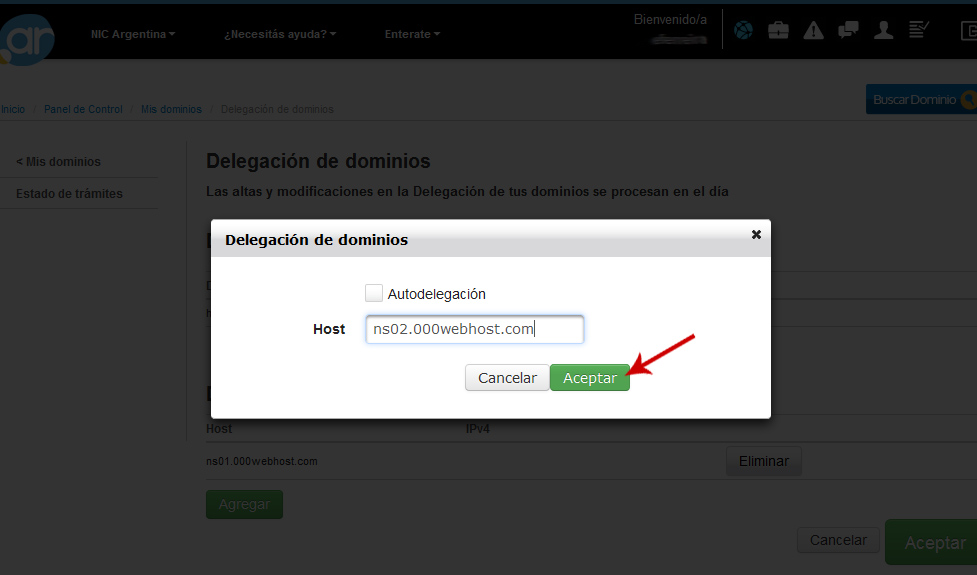 .ar
NIC Argentina
¿Necesitás ayuda?
Enterate
Bienvenido/a
Inicio / Panel de Control / Mis dominios / Delegación de dominios
Buscar Dominio
< Mis dominios
Estado de trámites
Delegación de dominios
Las altas y modificaciones en la Delegación de tus dominios se procesan en el día
Delegación de dominios
Autodelegación
Host
ns02.000webhost.com
Cancelar
Aceptar
Host
IPv4
ns01.000webhost.com
Eliminar
Agregar
Cancelar
Aceptar